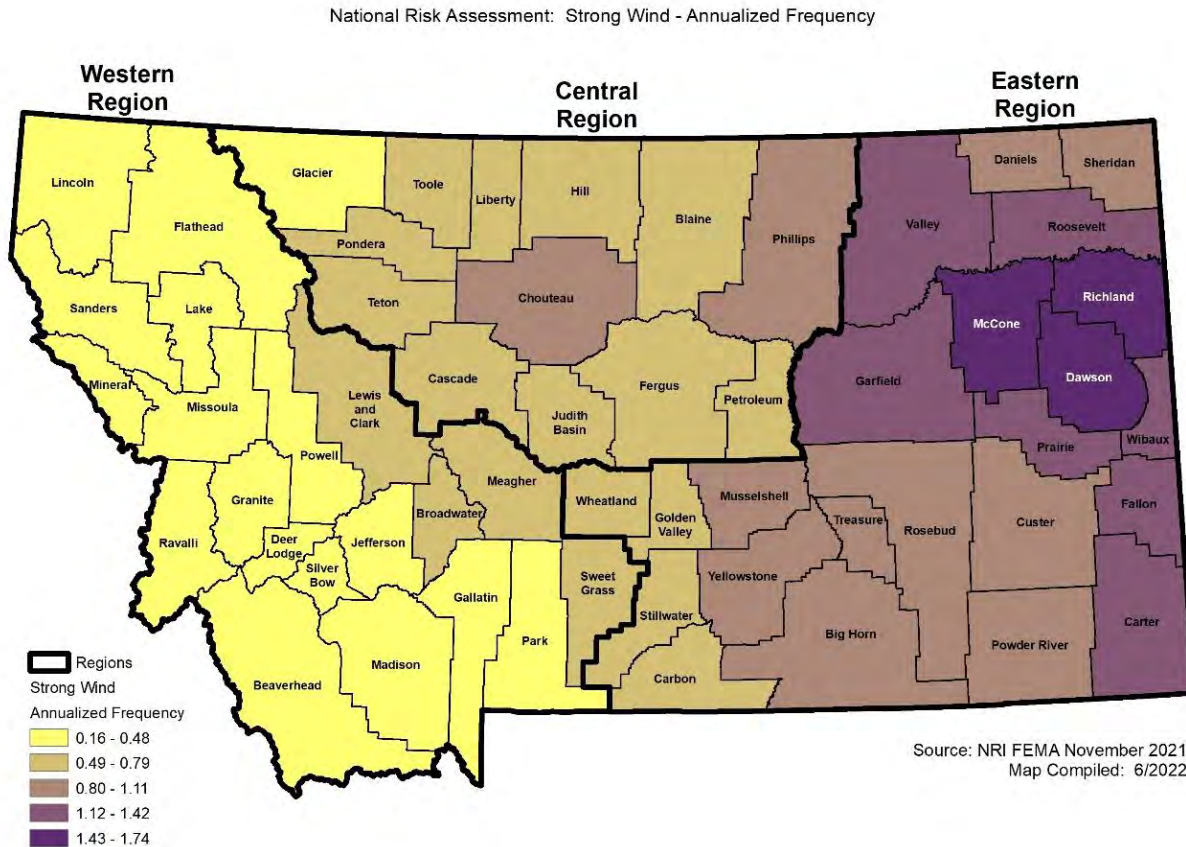 National Risk Assessment: Strong Wind - Annualized Frequency
Western
Region
Central
Region
Eastern
Region
Lincoln
Flathead
Glacier
Toole
Liberty
Hill
Blaine
Phillips
Valley
Daniels
Sheridan
Roosevelt
Pondera
Teton
Chouteau
Sanders
Lake
McCone
Richland
Dawson
Garfield
Mineral
Missoula
Lewis
and
Clark
Cascade
Judith
Basin
Fergus
Petroleum
Prairie
Wibaux
Powell
Granite
Ravalli
Deer
Lodge
Silver
Bow
Jefferson
Broadwater
Meagher
Wheatland
Golden
Valley
Musselshell
Treasure
Rosebud
Custer
Fallon
Gallatin
Park
Sweet
Grass
Stillwater
Yellowstone
Big Horn
Powder River
Carter
Beaverhead
Madison
Carbon
Regions
Strong Wind
Annualized Frequency
0.16 - 0.48
0.49 - 0.79
0.80 - 1.11
1.12 - 1.42
1.43 - 1.74
Source: NRI FEMA November 2021
Map Compiled: 6/2022